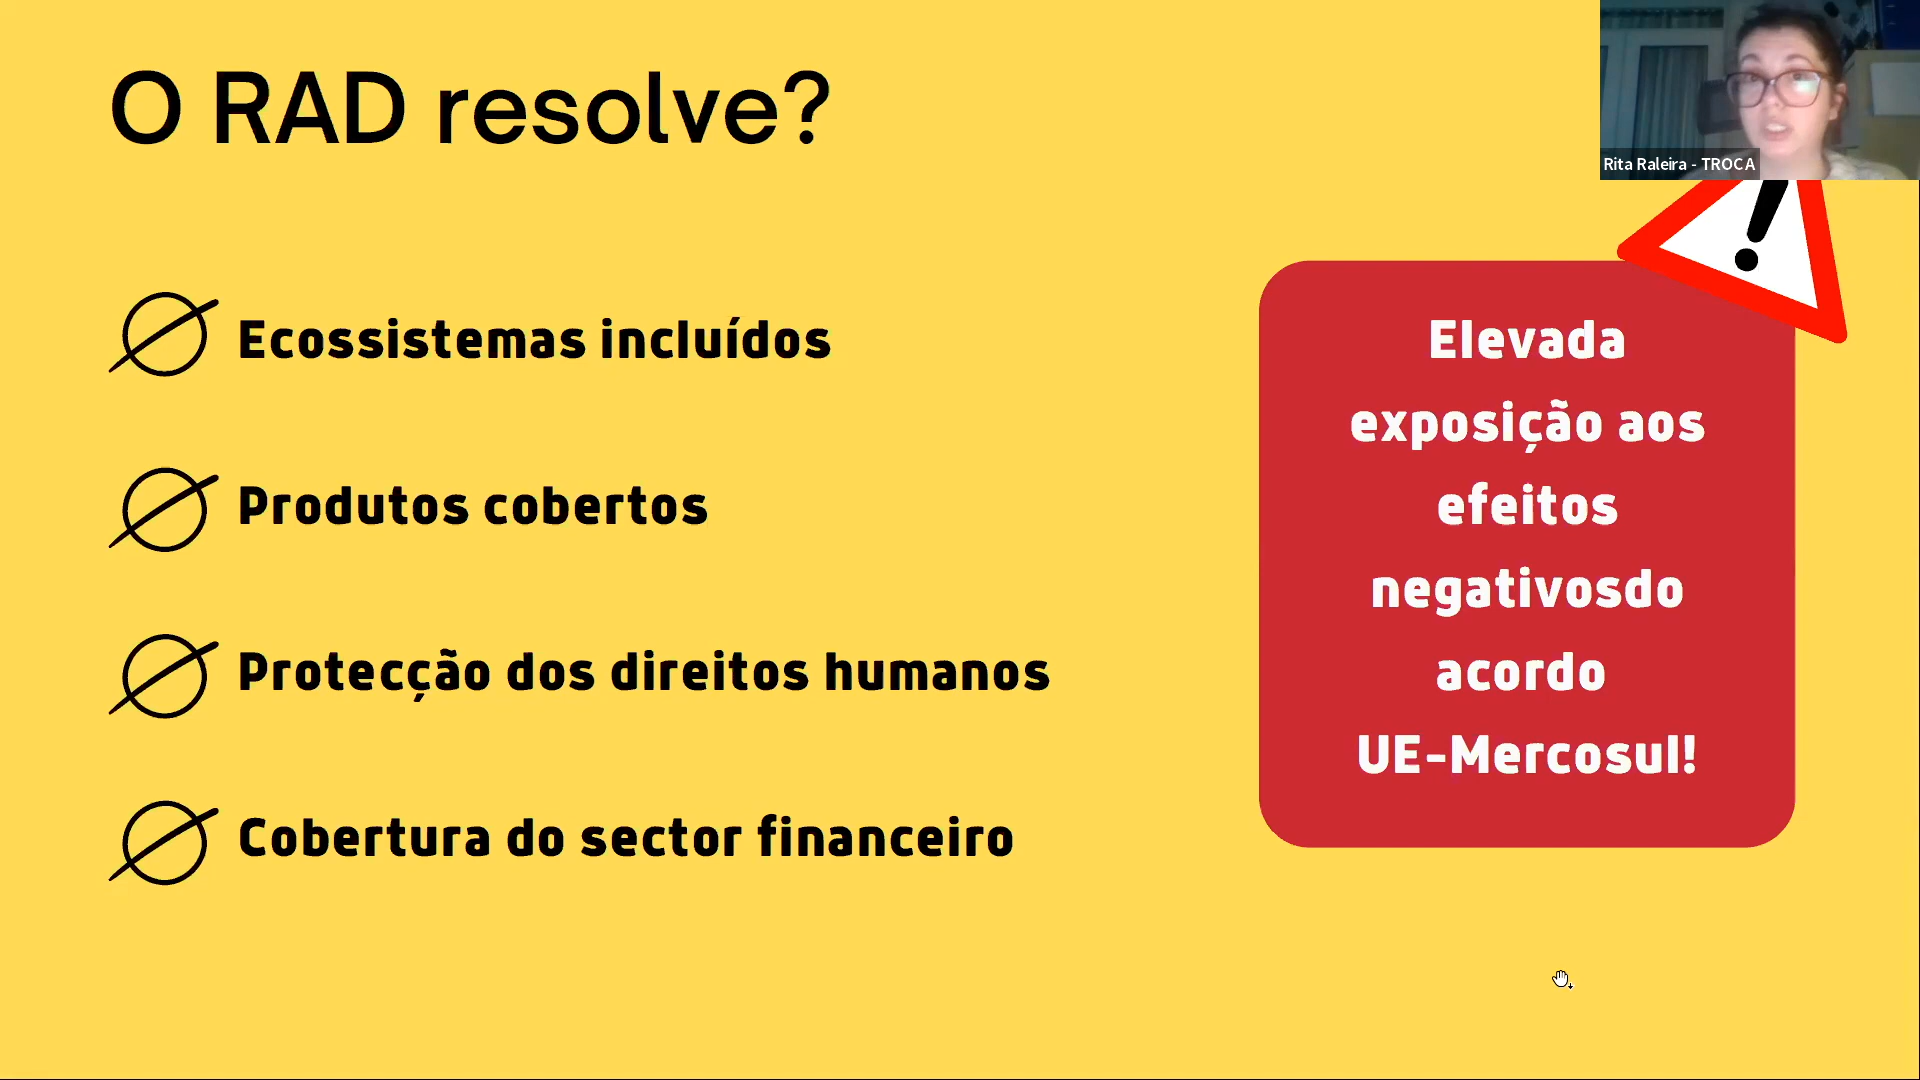 O RAD resolve?
Rita Raleira - TROCA
Ecossistemas incluídos
Produtos cobertos
Protecção dos direitos humanos
Cobertura do sector financeiro
Elevada
exposição aos
efeitos
negativosdo
acordo
UE-Mercosul!